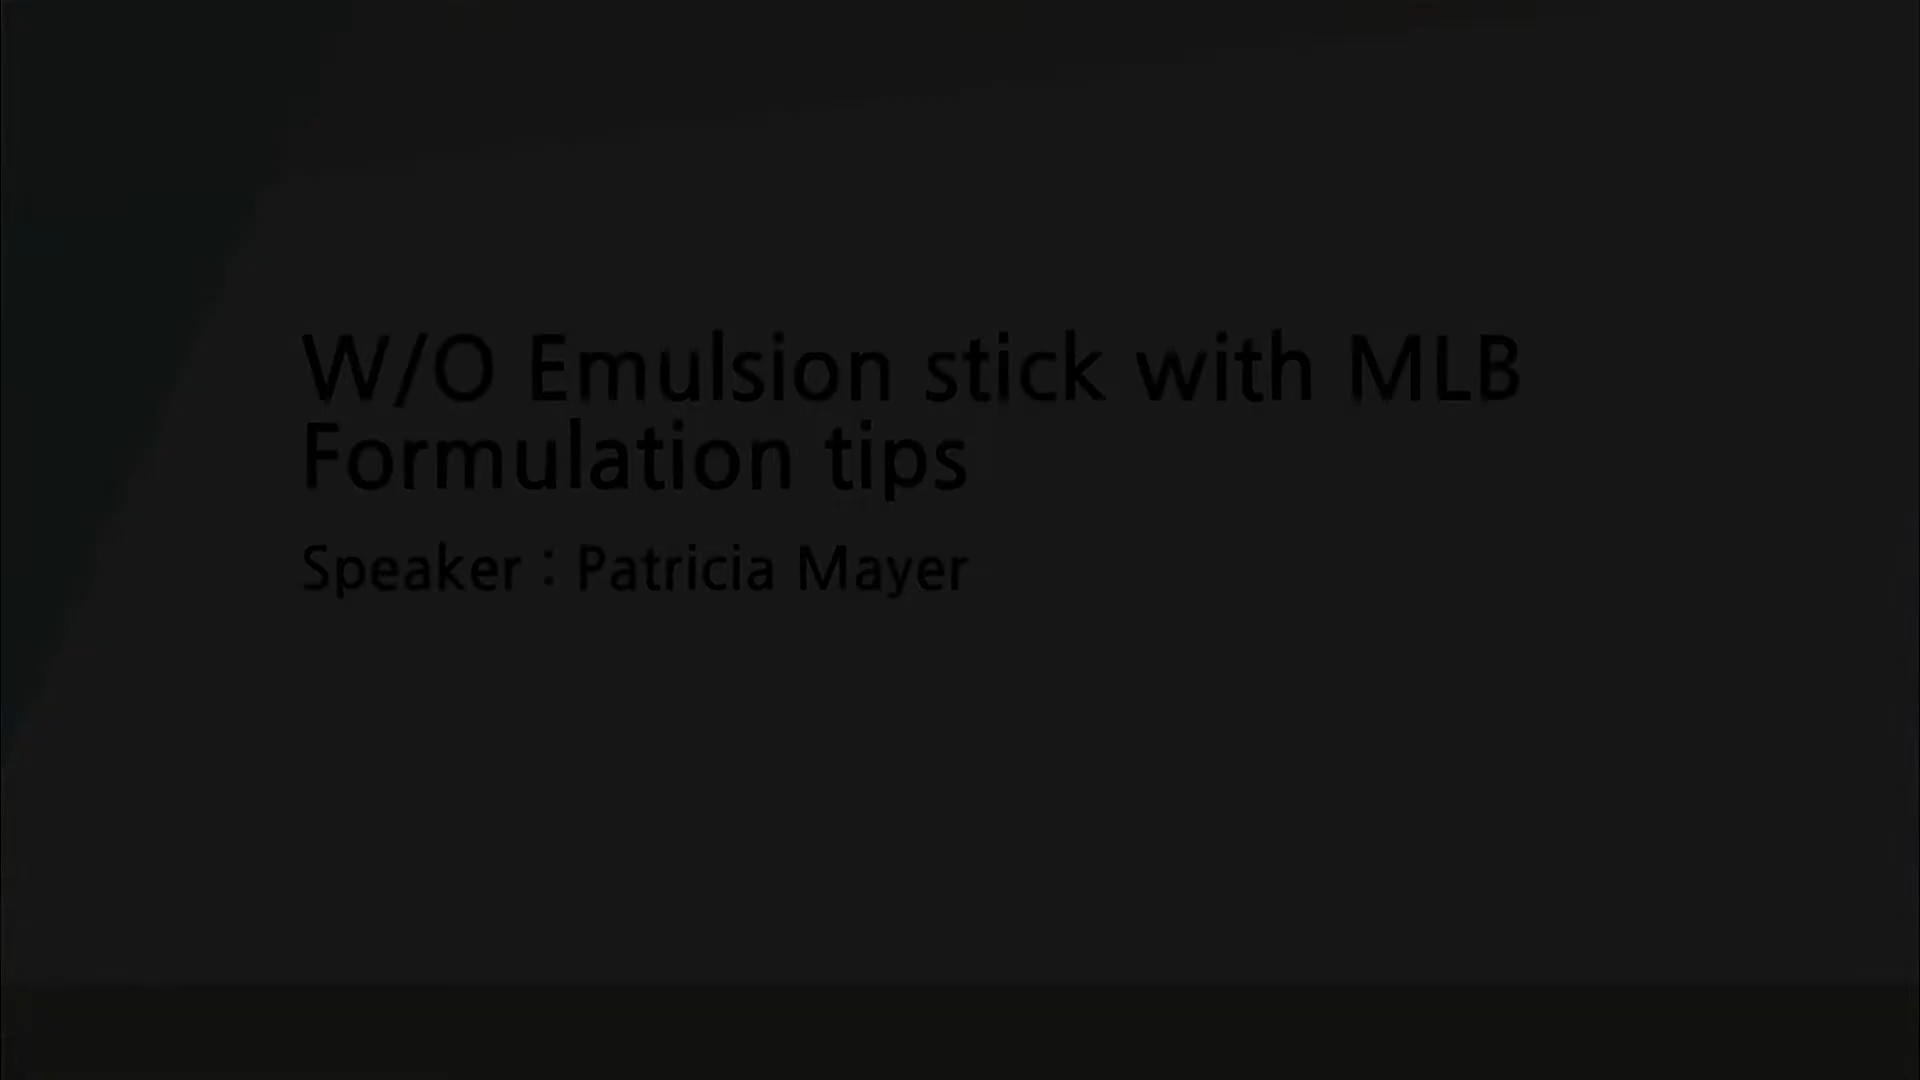 W/O Emulsion stick with MLB
Formulation tips
Speaker : Patricia Mayer